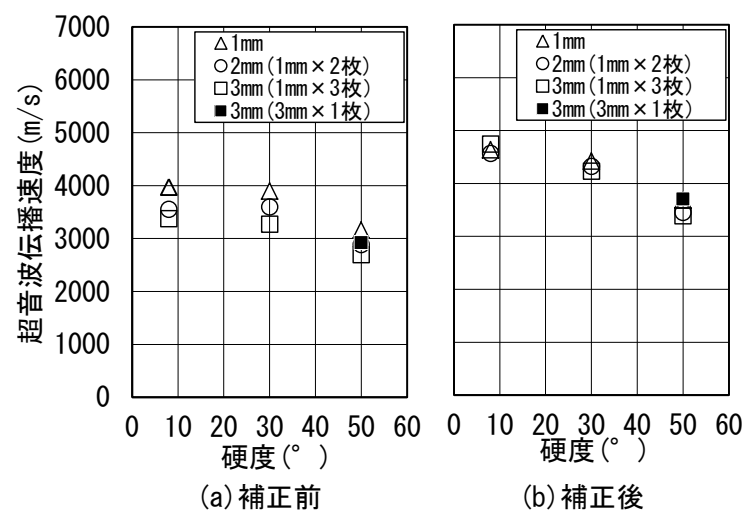 超音波伝播速度(m/s)
7000
6000
5000
4000
3000
2000
1000
0
△1mm
○2mm(1mm×2枚)
□3mm(1mm×3枚)
■3mm(3mm×1枚)
0 10 20 30 40 50 60
硬度(°)
(a)補正前
△1mm
○2mm(1mm×2枚)
□3mm(1mm×3枚)
■3mm(3mm×1枚)
0 10 20 30 40 50 60
硬度(°)
(b)補正後